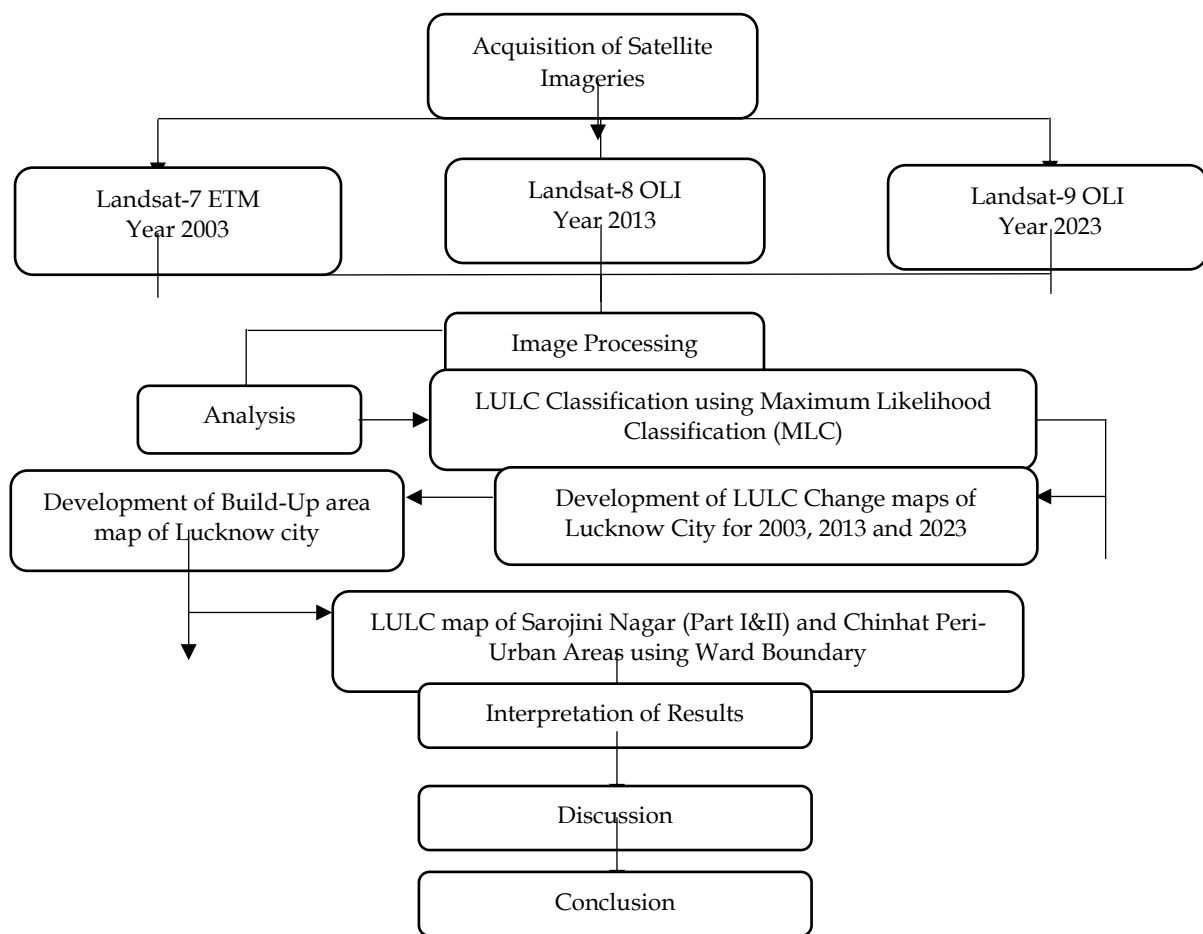 Acquisition of Satellite
Imageries
Landsat-7 ETM
Year 2003
Landsat-8 OLI
Year 2013
Landsat-9 OLI
Year 2023
Image Processing
Analysis
LULC Classification using Maximum Likelihood
Classification (MLC)
Development of Build-Up area
map of Lucknow city
Development of LULC Change maps of
Lucknow City for 2003, 2013 and 2023
LULC map of Sarojini Nagar (Part I&II) and Chinhat Peri-
Urban Areas using Ward Boundary
Interpretation of Results
Discussion
Conclusion